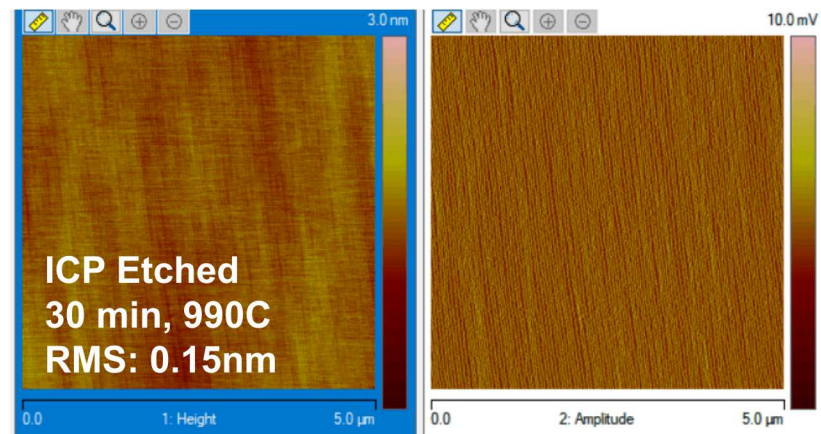 3.0 nm
ICP Etched
30 min, 990C
RMS: 0.15nm
0.0 1: Height 5.0 µm
10.0 mV
0.0 2: Amplitude 5.0 µm